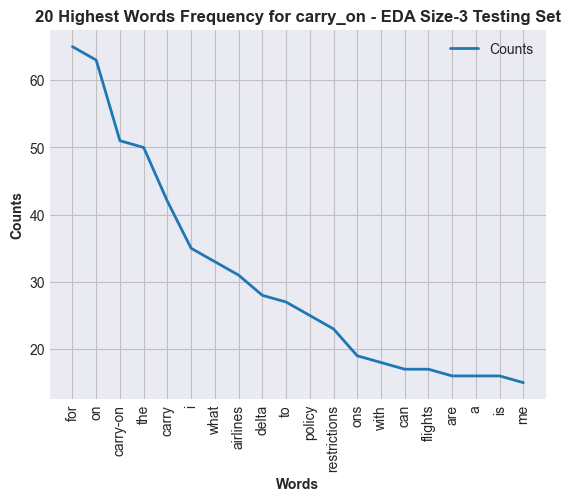 20 Highest Words Frequency for carry_on - EDA Size-3 Testing Set
Counts
Counts
60
50
40
30
20
for
on
carry-on
the
carry
i
what
airlines
delta
to
policy
restrictions
ons
with
can
flights
are
a
is
me
Words